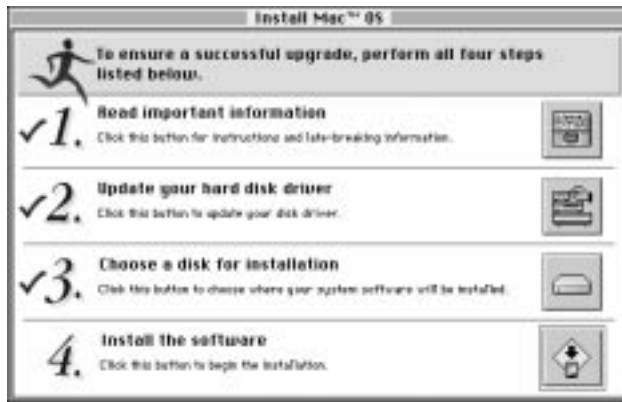 Install Mac™ OS
To ensure a successful upgrade, perform all four steps
listed below.
1. Read important information
Click this button for instructions and late-breaking information.
2. Update your hard disk driver
Click this button to update your disk driver.
3. Choose a disk for installation
Click this button to choose where your system software will be installed.
4. Install the software
Click this button to begin the installation.